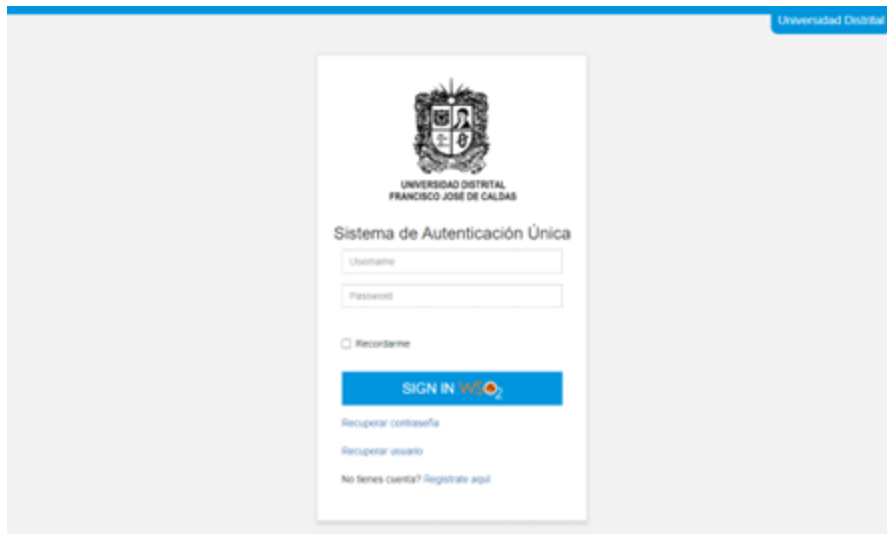 Universidad Distrital
UNIVERSIDAD DISTRITAL
FRANCISCO JOSÉ DE CALDAS
Sistema de Autenticación Única
Username
Password
Recordarme
SIGN IN WSO2
Recuperar contraseña
Recuperar usuario
No tienes cuenta? Registrate aquí